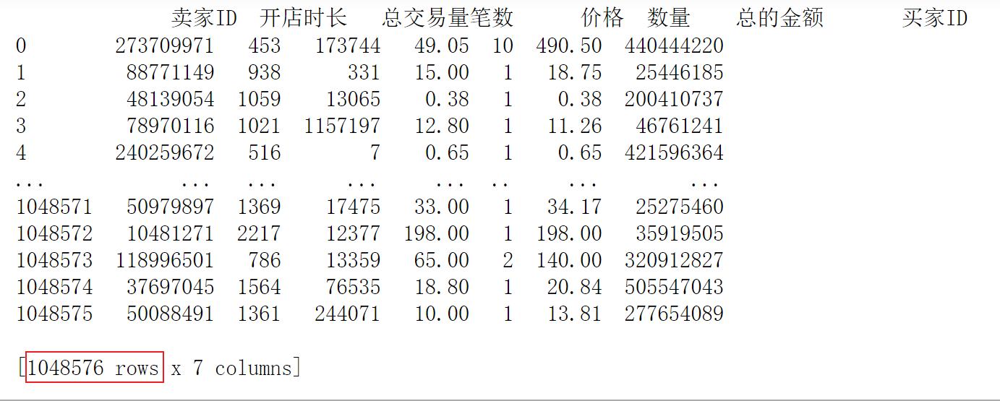 卖家ID 开店时长 总交易量笔数 价格 数量 总的金额 买家ID
0 273709971 453 173744 49.05 10 490.50 440444220
1 88771149 938 331 15.00 1 18.75 25446185
2 48139054 1059 13065 0.38 1 0.38 200410737
3 78970116 1021 1157197 12.80 1 11.26 46761241
4 240259672 516 7 0.65 1 0.65 421596364
... ... ... ... ... .. ... ...
1048571 50979897 1369 17475 33.00 1 34.17 25275460
1048572 10481271 2217 12377 198.00 1 198.00 35919505
1048573 118996501 786 13359 65.00 2 140.00 320912827
1048574 37697045 1564 76535 18.80 1 20.84 505547043
1048575 50088491 1361 244071 10.00 1 13.81 277654089
[1048576 rows x 7 columns]